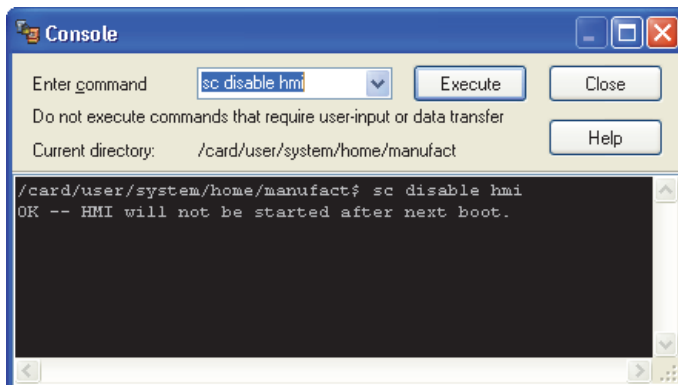 Console
Enter command sc disable hmi Execute Close
Do not execute commands that require user-input or data transfer
Help
Current directory: /card/user/system/home/manufact
/card/user/system/home/manufact$ sc disable hmi
OK -- HMI will not be started after next boot.